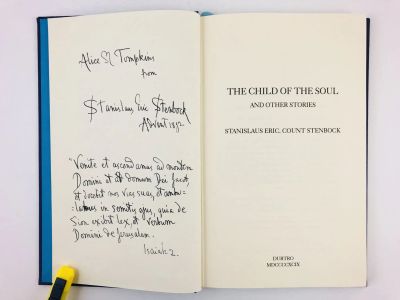 Alice M Tompkins
from
Stanislaus Eric Stenbock
Advent 1892
"Venite et ascendamus ad montem
Domini et ad domum Dei Jacob
et docebit nos vias suas, et ambu-
labimus in semitis ejus, quia de
Sion exibit lex, et verbum
Domini de Jerusalem.
Isaiah 2.
THE CHILD OF THE SOUL
AND OTHER STORIES
STANISLAUS ERIC, COUNT STENBOCK
DURTRO
MDCCCCXCIX